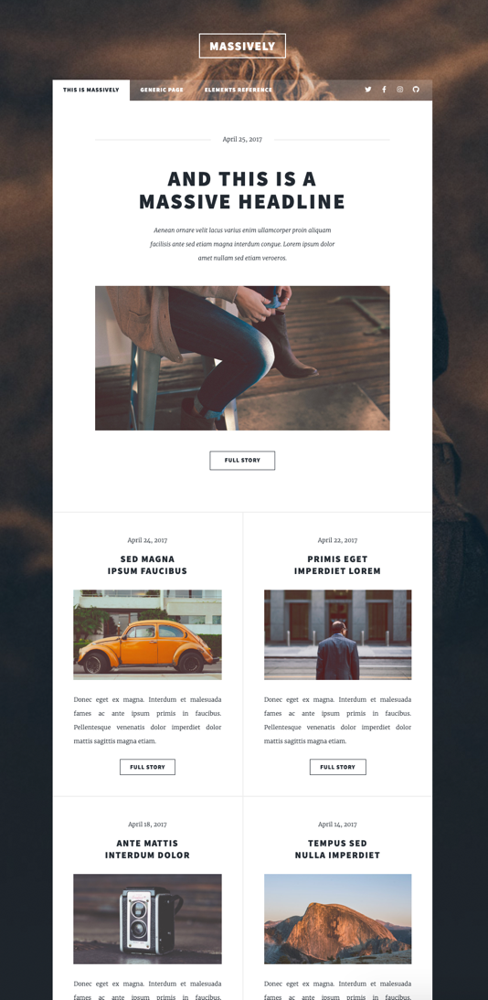 MASSIVELY
THIS IS MASSIVELY GENERIC PAGE ELEMENTS REFERENCE
April 25, 2017
AND THIS IS A
MASSIVE HEADLINE
Aenean ornare velit lacus varius enim ullamcorper proin aliquam
facilisis ante sed etiam magna interdum congue. Lorem ipsum dolor
amet nullam sed etiam veroeros.
FULL STORY
April 24, 2017
SED MAGNA
IPSUM FAUCIBUS
Donec eget ex magna. Interdum et malesuada
fames ac ante ipsum primis in faucibus.
Pellentesque venenatis dolor imperdiet dolor
mattis sagittis magna etiam.
FULL STORY
April 22, 2017
PRIMIS EGET
IMPERDIET LOREM
Donec eget ex magna. Interdum et malesuada
fames ac ante ipsum primis in faucibus.
Pellentesque venenatis dolor imperdiet dolor
mattis sagittis magna etiam.
FULL STORY
April 18, 2017
ANTE MATTIS
INTERDUM DOLOR
Donec eget ex magna. Interdum et malesuada
fames ac ante ipsum primis in faucibus.
April 14, 2017
TEMPUS SED
NULLA IMPERDIET
Donec eget ex magna. Interdum et malesuada
fames ac ante ipsum primis in faucibus.